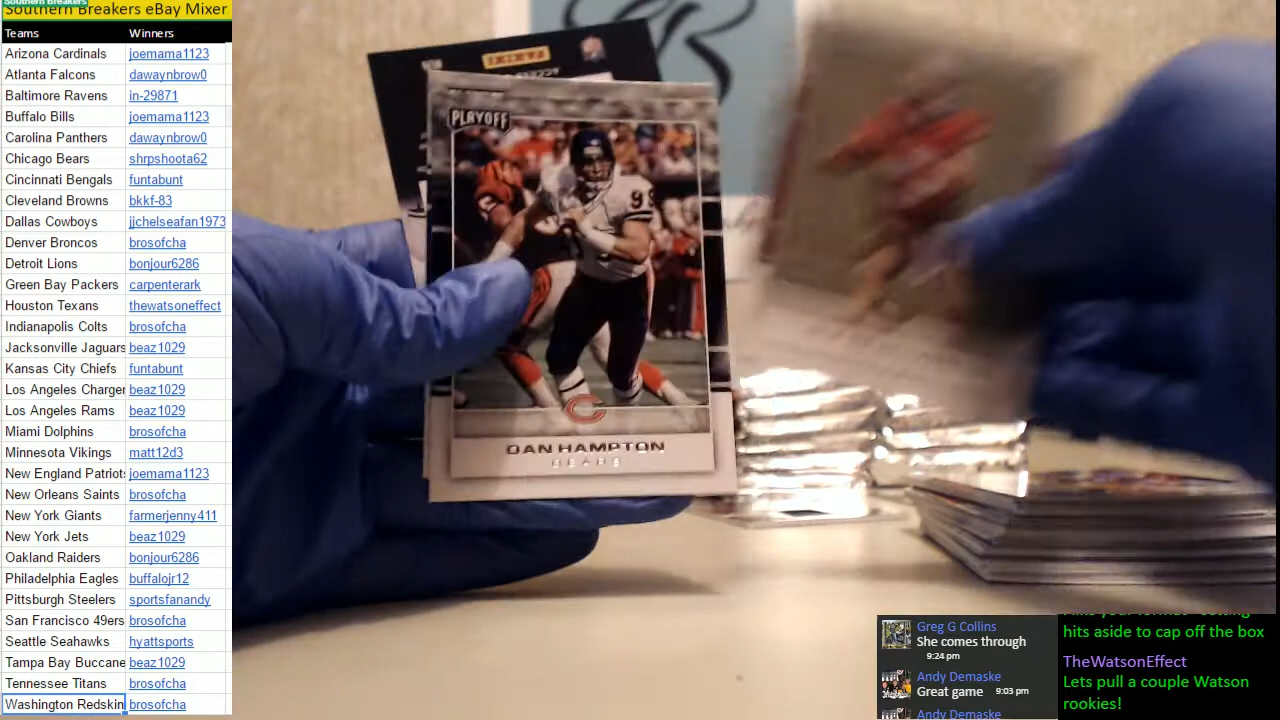 Southern Breakers
Southern Breakers eBay Mixer
Teams Winners
Arizona Cardinals joemama1123
Atlanta Falcons dawaynbrow0
Baltimore Ravens in-29871
Buffalo Bills joemama1123
Carolina Panthers dawaynbrow0
Chicago Bears shrpshoota62
Cincinnati Bengals funtabunt
Cleveland Browns bkkf-83
Dallas Cowboys jjchelseafan1973
Denver Broncos brosofcha
Detroit Lions bonjour6286
Green Bay Packers carpenterark
Houston Texans thewatsoneffect
Indianapolis Colts brosofcha
Jacksonville Jaguars beaz1029
Kansas City Chiefs funtabunt
Los Angeles Charger beaz1029
Los Angeles Rams beaz1029
Miami Dolphins brosofcha
Minnesota Vikings matt12d3
New England Patriots joemama1123
New Orleans Saints brosofcha
New York Giants farmerjenny411
New York Jets beaz1029
Oakland Raiders bonjour6286
Philadelphia Eagles buffalojr12
Pittsburgh Steelers sportsfanandy
San Francisco 49ers brosofcha
Seattle Seahawks hyattsports
Tampa Bay Buccane beaz1029
Tennessee Titans brosofcha
Washington Redskin brosofcha
PANINI
PLAYOFF
99
C
DAN HAMPTON
BEARS
Greg G Collins
She comes through
9:24 pm
Andy Demaske
Great game 9:03 pm
Andy Demaske
hits aside to cap off the box
TheWatsonEffect
Lets pull a couple Watson
rookies!